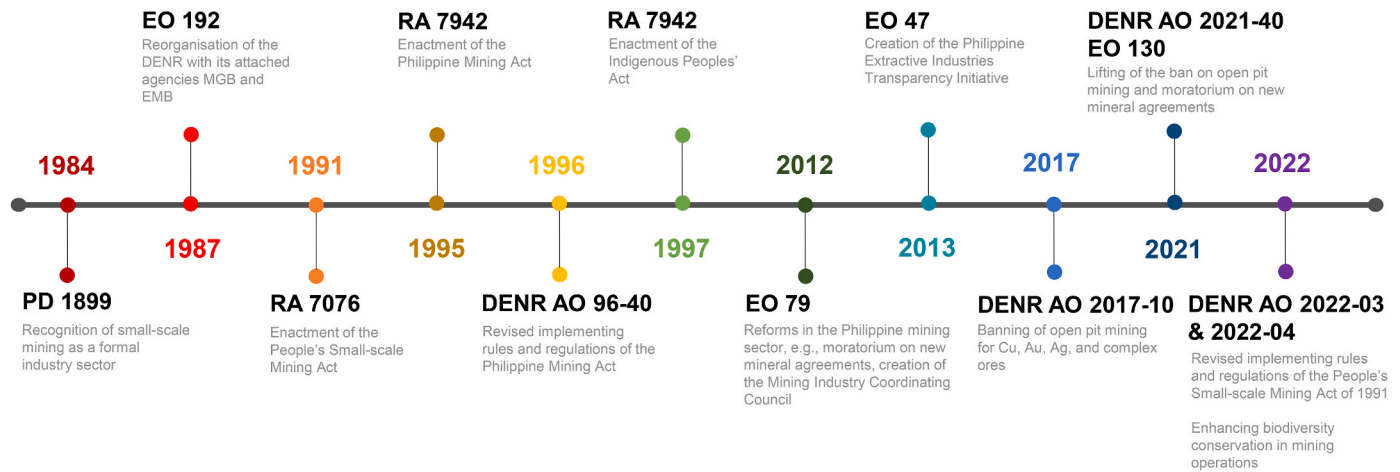 EO 192
Reorganisation of the
DENR with its attached
agencies MGB and
EMB
RA 7942
Enactment of the
Philippine Mining Act
RA 7942
Enactment of the
Indigenous Peoples’
Act
EO 47
Creation of the Philippine
Extractive Industries
Transparency Initiative
DENR AO 2021-40
EO 130
Lifting of the ban on open pit
mining and moratorium on new
mineral agreements
1984
1987
1991
1995
1996
1997
2012
2013
2017
2021
2022
PD 1899
Recognition of small-scale
mining as a formal
industry sector
RA 7076
Enactment of the
People’s Small-scale
Mining Act
DENR AO 96-40
Revised implementing
rules and regulations of the
Philippine Mining Act
EO 79
Reforms in the Philippine mining
sector, e.g., moratorium on new
mineral agreements, creation of
the Mining Industry Coordinating
Council
DENR AO 2017-10
Banning of open pit mining
for Cu, Au, Ag, and complex
ores
DENR AO 2022-03
& 2022-04
Revised implementing rules
and regulations of the People’s
Small-scale Mining Act of 1991
Enhancing biodiversity
conservation in mining
operations